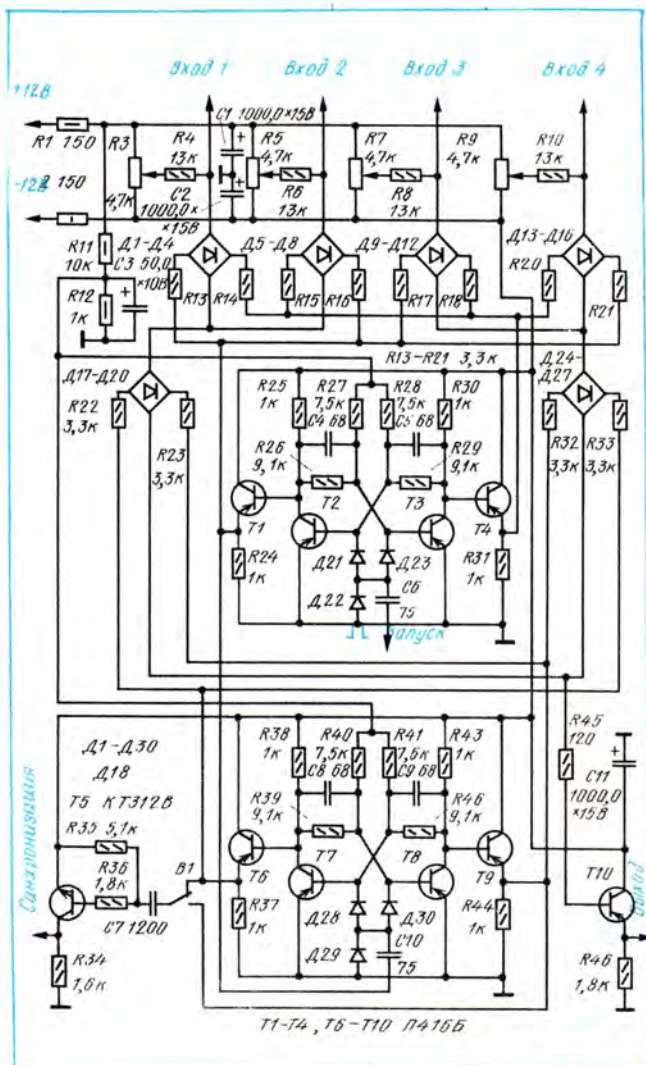 Вход 1 Вход 2 Вход 3 Вход 4
+12В
R1 150
R3
4,7к
R4
13к
C1 1000,0×15В
R5
4,7к
R7
4,7к
R9
4,7к
R10
13к
-12В 2 150
C2
1000,0×
×15В
R6
13к
R8
13к
R11
10к
Д1-Д4
C3 50,0
×10В
Д5-Д8
Д9-Д12
Д13-Д16
R20
R13
R14
R15
R16
R17
R18
R21
R12
1к
R13-R21 3,3к
Д17-Д20
R22
3,3к
R23
3,3к
R25
1к
R27
7,5к
C4 68
R28
7,5к
C5 68
R30
1к
Д24-
Д27
R32
3,3к
R33
3,3к
R26
9,1к
R29
9,1к
T1
T2
T3
T4
R24
1к
Д21
Д22
Д23
C6
75
R31
1к
Запуск
Д1-Д30
Д18
T5 КТ312В
R35 5,1к
R36
1,8к
C7 1200
В1
Синхронизация
R34
1,6к
R38
1к
R40
7,5к
C8 68
R41
7,5к
C9 68
R43
1к
R39
9,1к
R46
9,1к
T6
T7
T8
T9
R37
1к
Д28
Д29
Д30
C10
75
R44
1к
R45
120
C11
1000,0
×15В
T10
Выход
R46
1,8к
T1-T4, T6-T10 П416Б